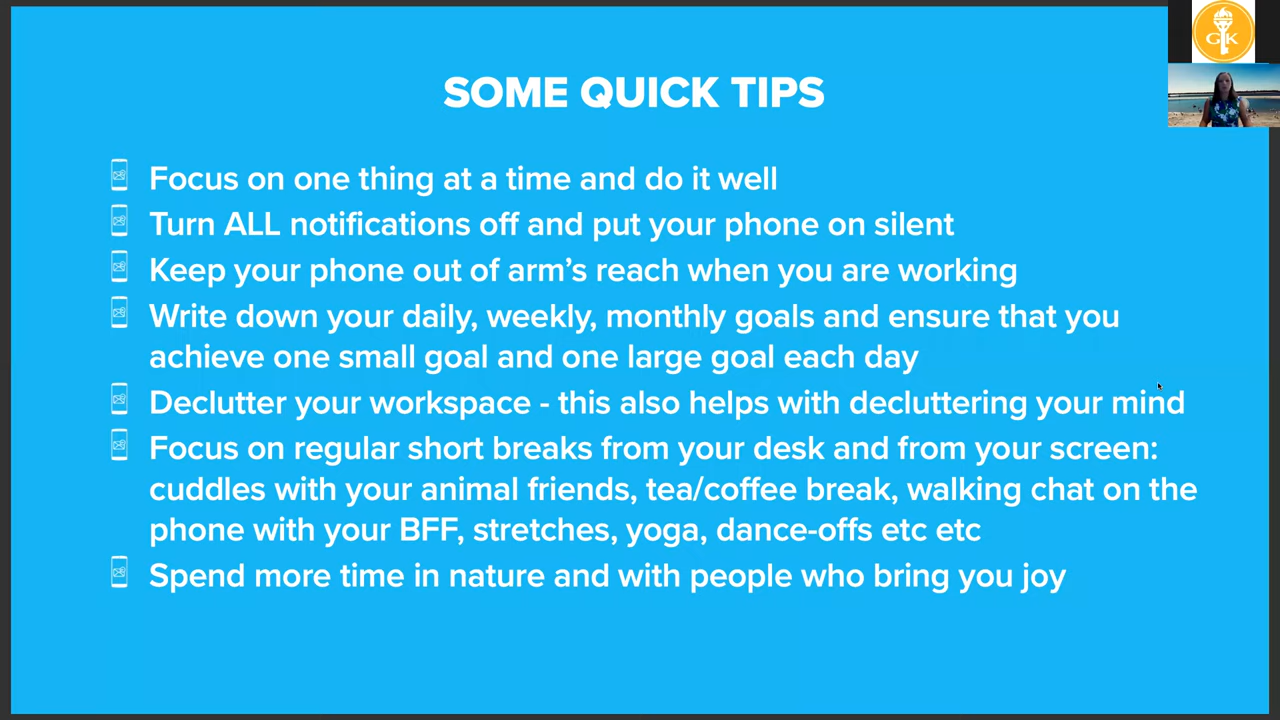 GK
SOME QUICK TIPS
Focus on one thing at a time and do it well
Turn ALL notifications off and put your phone on silent
Keep your phone out of arm’s reach when you are working
Write down your daily, weekly, monthly goals and ensure that you
achieve one small goal and one large goal each day
Declutter your workspace - this also helps with decluttering your mind
Focus on regular short breaks from your desk and from your screen:
cuddles with your animal friends, tea/coffee break, walking chat on the
phone with your BFF, stretches, yoga, dance-offs etc etc
Spend more time in nature and with people who bring you joy